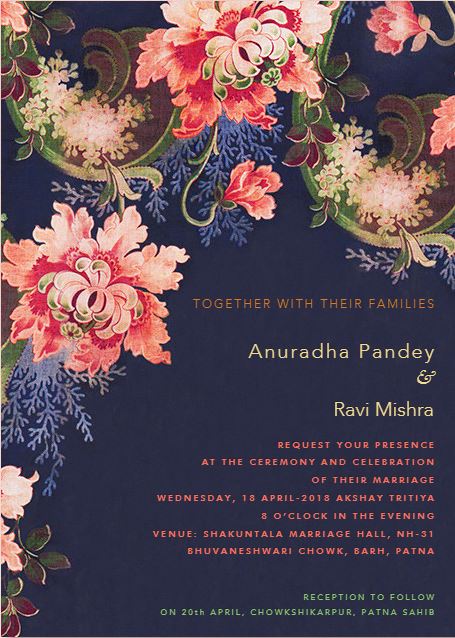 TOGETHER WITH THEIR FAMILIES
Anuradha Pandey
&
Ravi Mishra
REQUEST YOUR PRESENCE
AT THE CEREMONY AND CELEBRATION
OF THEIR MARRIAGE
WEDNESDAY, 18 APRIL-2018 AKSHAY TRITIYA
8 O'CLOCK IN THE EVENING
VENUE: SHAKUNTALA MARRIAGE HALL, NH-31
BHUVANESHWARI CHOWK, BARH, PATNA
RECEPTION TO FOLLOW
ON 20th APRIL, CHOWKSHIKARPUR, PATNA SAHIB